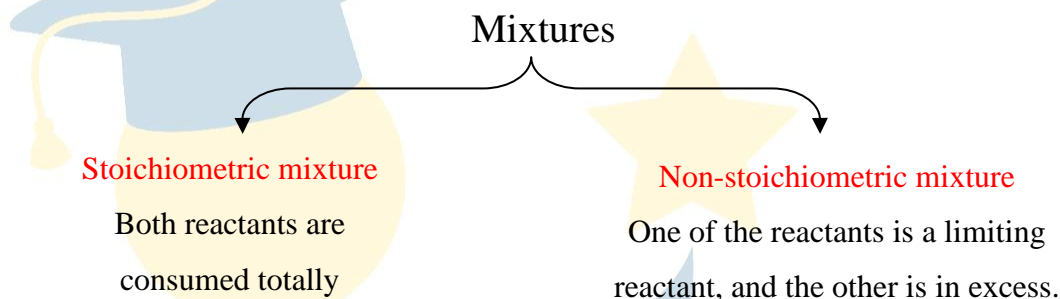 Mixtures
Stoichiometric mixture
Both reactants are
consumed totally
Non-stoichiometric mixture
One of the reactants is a limiting
reactant, and the other is in excess.